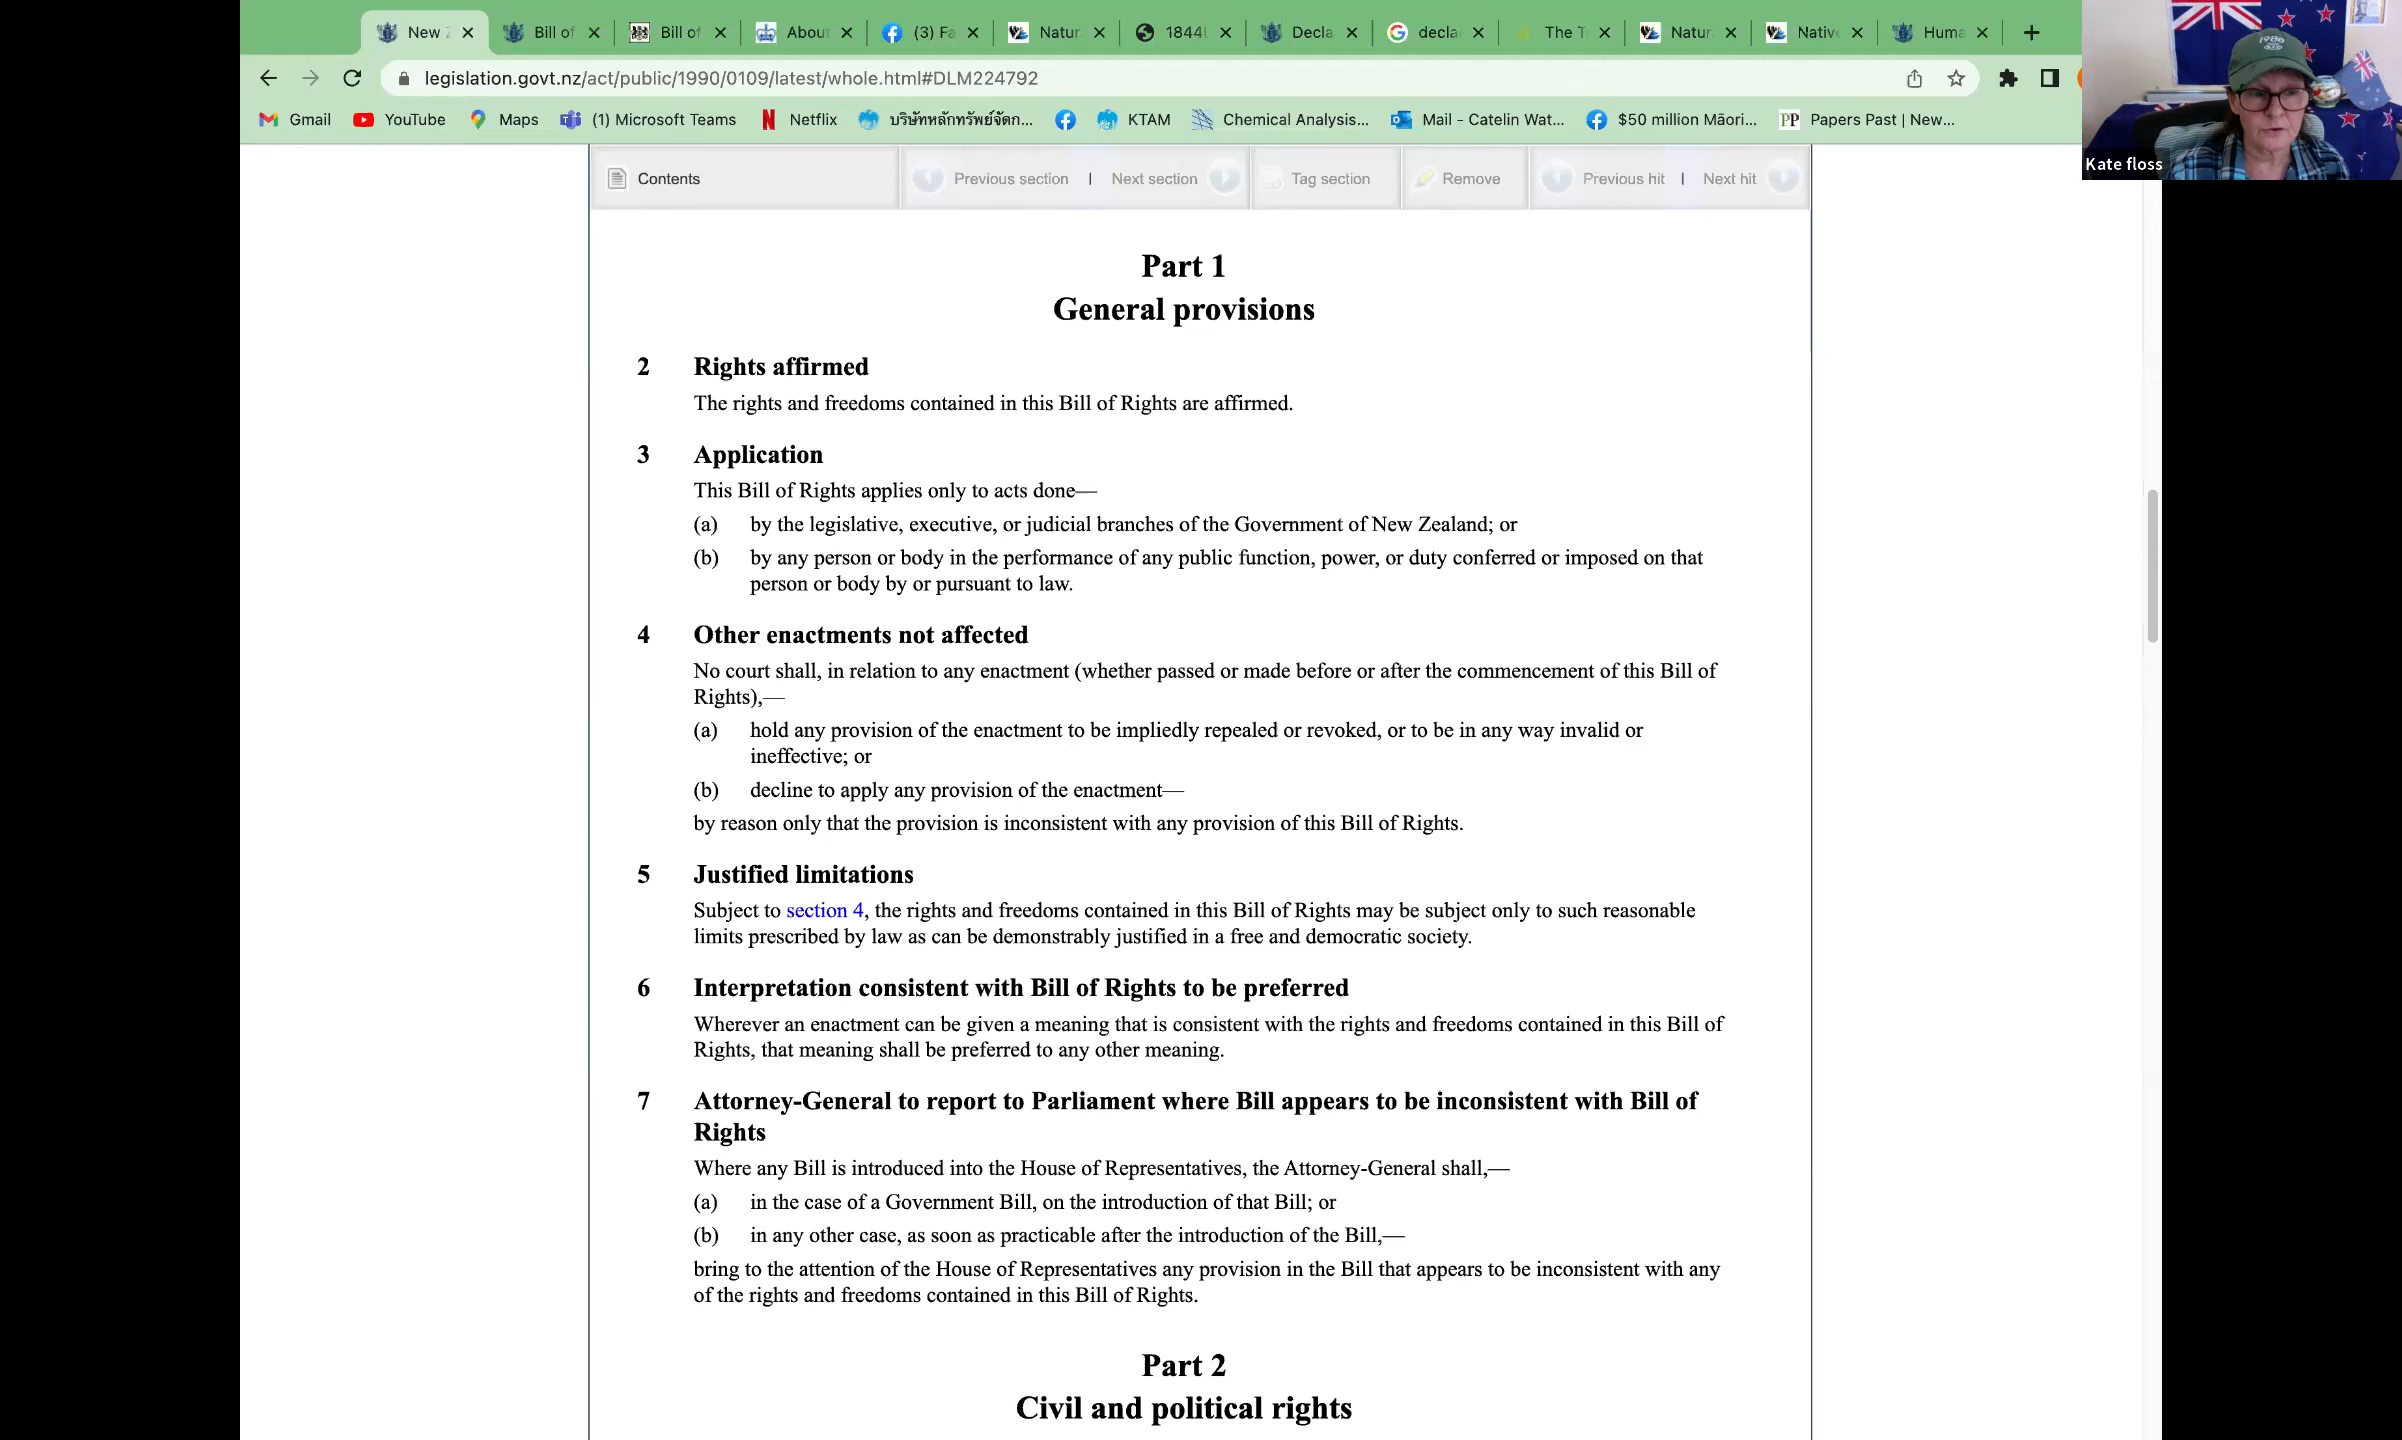 New Z
Bill of
Bill of
About
(3) Fa
Natur
1844
Decla
decla
The T
Natur
Nativ
Huma
legislation.govt.nz/act/public/1990/0109/latest/whole.html#DLM224792
Gmail
YouTube
Maps
(1) Microsoft Teams
Netflix
บริษัทหลักทรัพย์จัดก...
KTAM
Chemical Analysis...
Mail - Catelin Wat...
$50 million Māori...
PP Papers Past | New...
1986
Kate floss
Contents
Previous section | Next section
Tag section
Remove
Previous hit | Next hit
Part 1
General provisions
2 Rights affirmed
The rights and freedoms contained in this Bill of Rights are affirmed.
3 Application
This Bill of Rights applies only to acts done—
(a) by the legislative, executive, or judicial branches of the Government of New Zealand; or
(b) by any person or body in the performance of any public function, power, or duty conferred or imposed on that
person or body by or pursuant to law.
4 Other enactments not affected
No court shall, in relation to any enactment (whether passed or made before or after the commencement of this Bill of
Rights),—
(a) hold any provision of the enactment to be impliedly repealed or revoked, or to be in any way invalid or
ineffective; or
(b) decline to apply any provision of the enactment—
by reason only that the provision is inconsistent with any provision of this Bill of Rights.
5 Justified limitations
Subject to section 4, the rights and freedoms contained in this Bill of Rights may be subject only to such reasonable
limits prescribed by law as can be demonstrably justified in a free and democratic society.
6 Interpretation consistent with Bill of Rights to be preferred
Wherever an enactment can be given a meaning that is consistent with the rights and freedoms contained in this Bill of
Rights, that meaning shall be preferred to any other meaning.
7 Attorney-General to report to Parliament where Bill appears to be inconsistent with Bill of
Rights
Where any Bill is introduced into the House of Representatives, the Attorney-General shall,—
(a) in the case of a Government Bill, on the introduction of that Bill; or
(b) in any other case, as soon as practicable after the introduction of the Bill,—
bring to the attention of the House of Representatives any provision in the Bill that appears to be inconsistent with any
of the rights and freedoms contained in this Bill of Rights.
Part 2
Civil and political rights